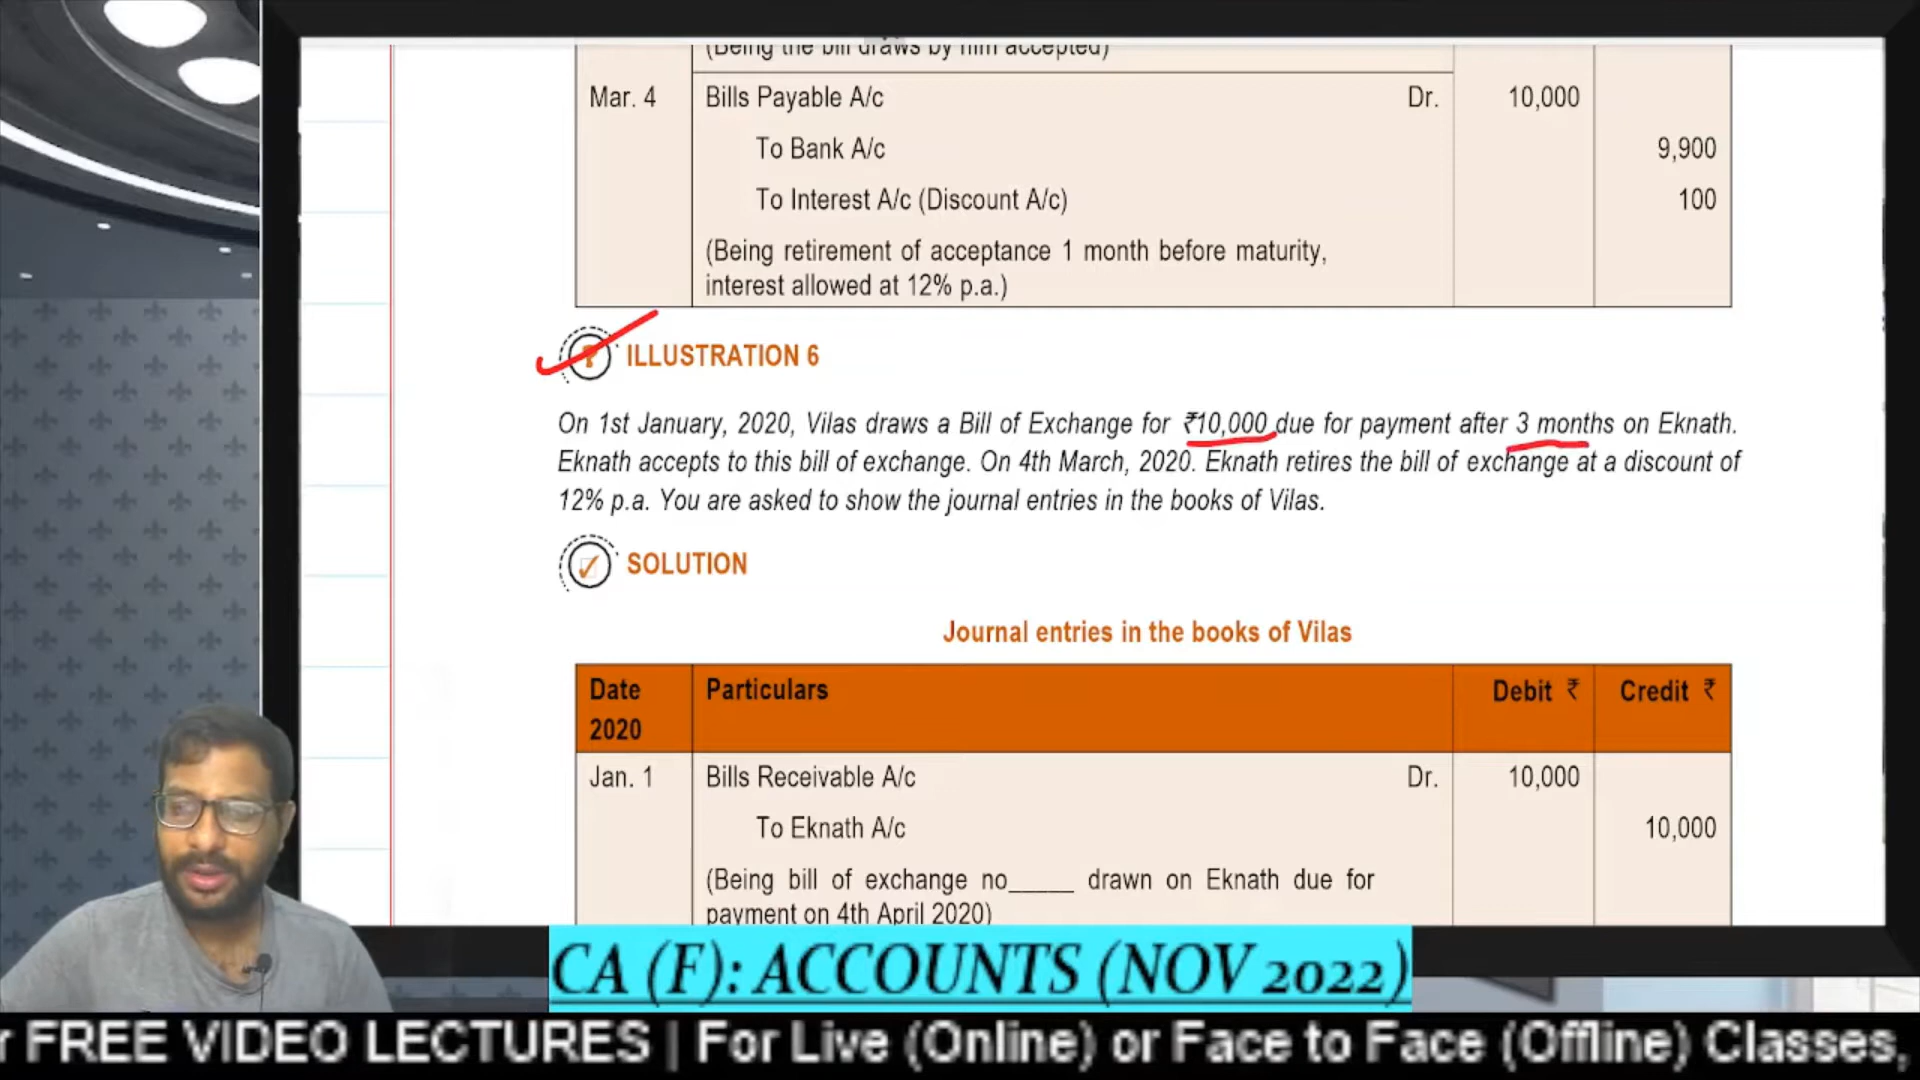 (Being the bill draws by him accepted)
Mar. 4 Bills Payable A/c Dr. 10,000
To Bank A/c 9,900
To Interest A/c (Discount A/c) 100
(Being retirement of acceptance 1 month before maturity,
interest allowed at 12% p.a.)
ILLUSTRATION 6
On 1st January, 2020, Vilas draws a Bill of Exchange for ₹10,000 due for payment after 3 months on Eknath.
Eknath accepts to this bill of exchange. On 4th March, 2020. Eknath retires the bill of exchange at a discount of
12% p.a. You are asked to show the journal entries in the books of Vilas.
SOLUTION
Journal entries in the books of Vilas
Date Particulars Debit ₹ Credit ₹
2020
Jan. 1 Bills Receivable A/c Dr. 10,000
To Eknath A/c 10,000
(Being bill of exchange no_____ drawn on Eknath due for
payment on 4th April 2020)
CA (F): ACCOUNTS (NOV 2022)
r FREE VIDEO LECTURES | For Live (Online) or Face to Face (Offline) Classes,